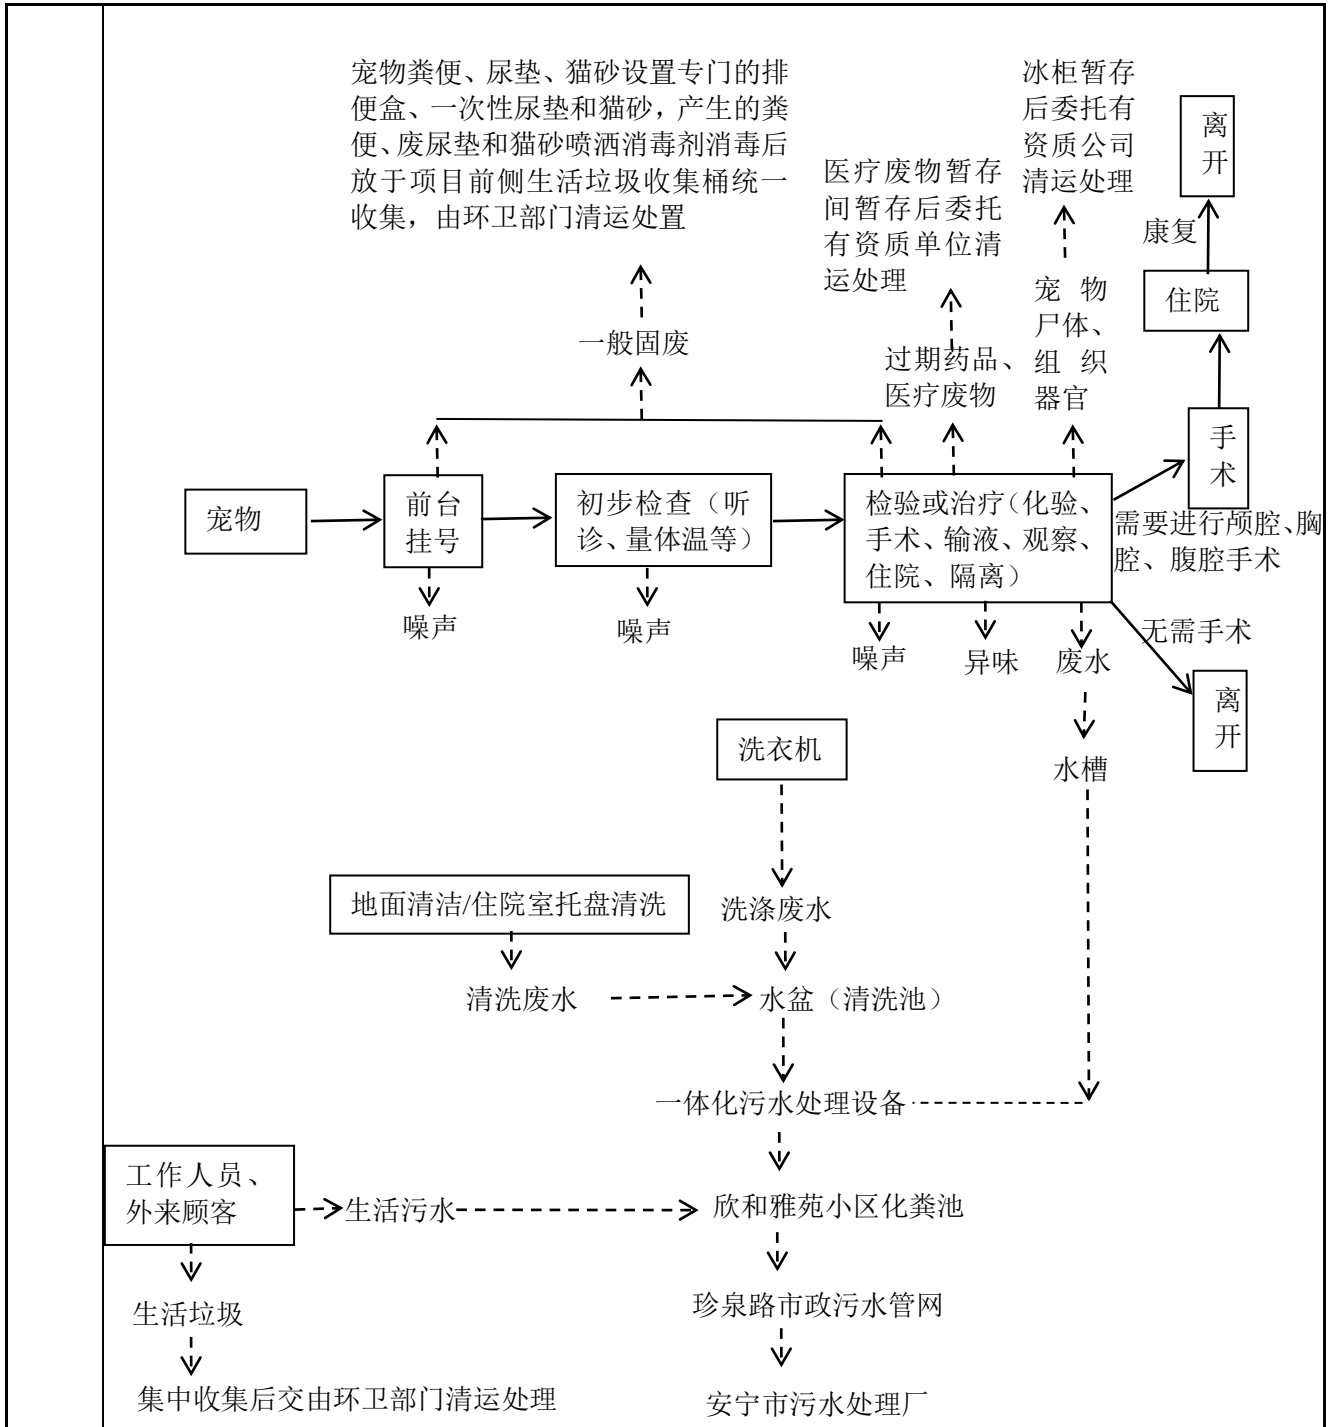 宠物粪便、尿垫、猫砂设置专门的排
便盒、一次性尿垫和猫砂，产生的粪
便、废尿垫和猫砂喷洒消毒剂消毒后
放于项目前侧生活垃圾收集桶统一
收集，由环卫部门清运处置
医疗废物暂存
间暂存后委托
有资质单位清
运处理
冰柜暂存
后委托有
资质公司
清运处理
离
开
康复
住院
一般固废
过期药品、
医疗废物
宠物
尸体、
组织
器官
手
术
宠物
前台
挂号
初步检查（听
诊、量体温等）
检验或治疗（化验、
手术、输液、观察、
住院、隔离）
需要进行颅腔、胸
腔、腹腔手术
噪声
噪声
噪声
异味
废水
无需手术
离
开
洗衣机
水槽
地面清洁/住院室托盘清洗
洗涤废水
清洗废水
水盆（清洗池）
一体化污水处理设备
工作人员、
外来顾客
生活污水
欣和雅苑小区化粪池
生活垃圾
珍泉路市政污水管网
集中收集后交由环卫部门清运处理
安宁市污水处理厂